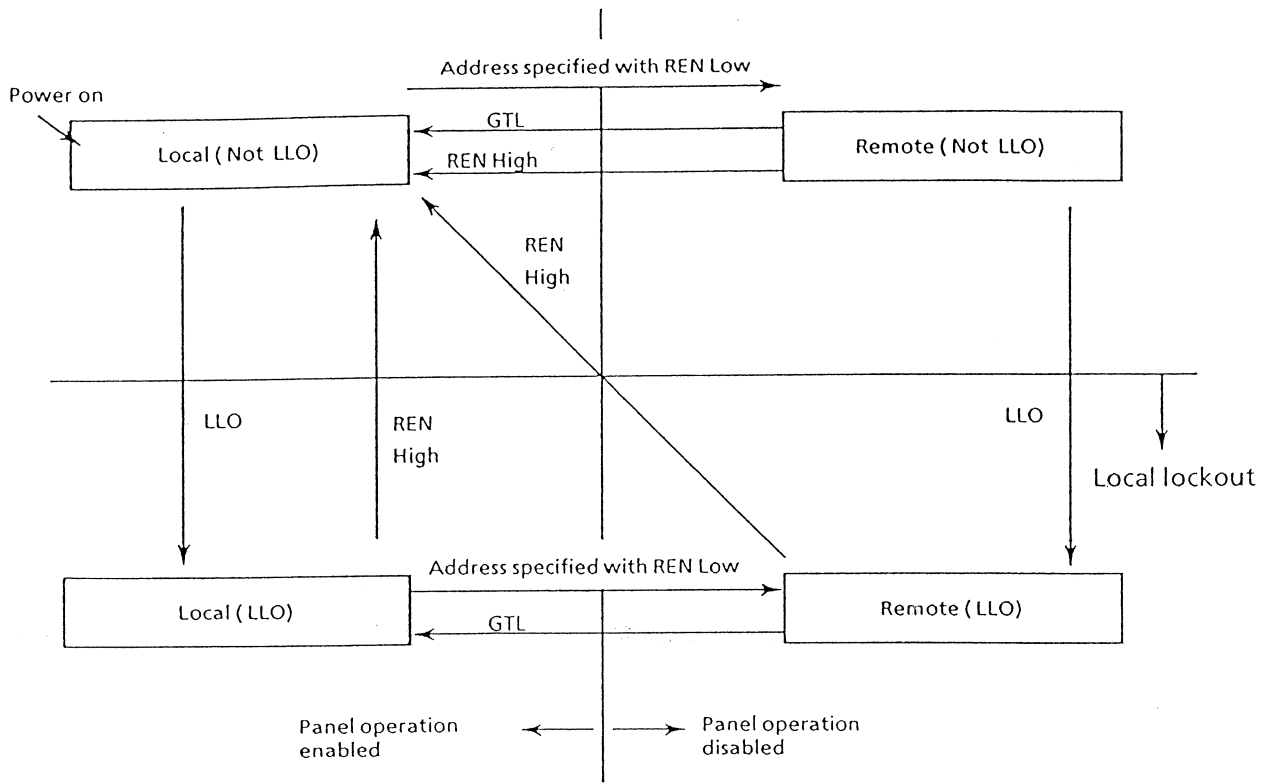 Address specified with REN Low
Power on
GTL
Local (Not LLO)
Remote (Not LLO)
REN High
REN
High
LLO
REN
High
LLO
Local lockout
Address specified with REN Low
Local (LLO)
Remote (LLO)
GTL
Panel operation
enabled
Panel operation
disabled